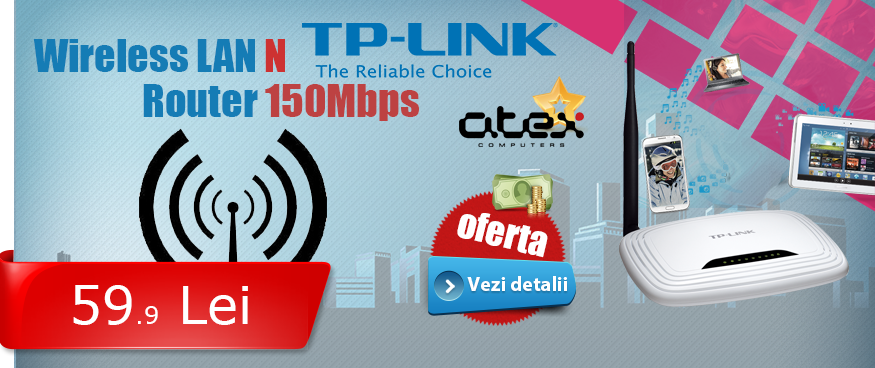 Wireless LAN N
Router 150Mbps
TP-LINK
The Reliable Choice
atex
COMPUTERS
oferta
Vezi detalii
59.9 Lei
TP-LINK